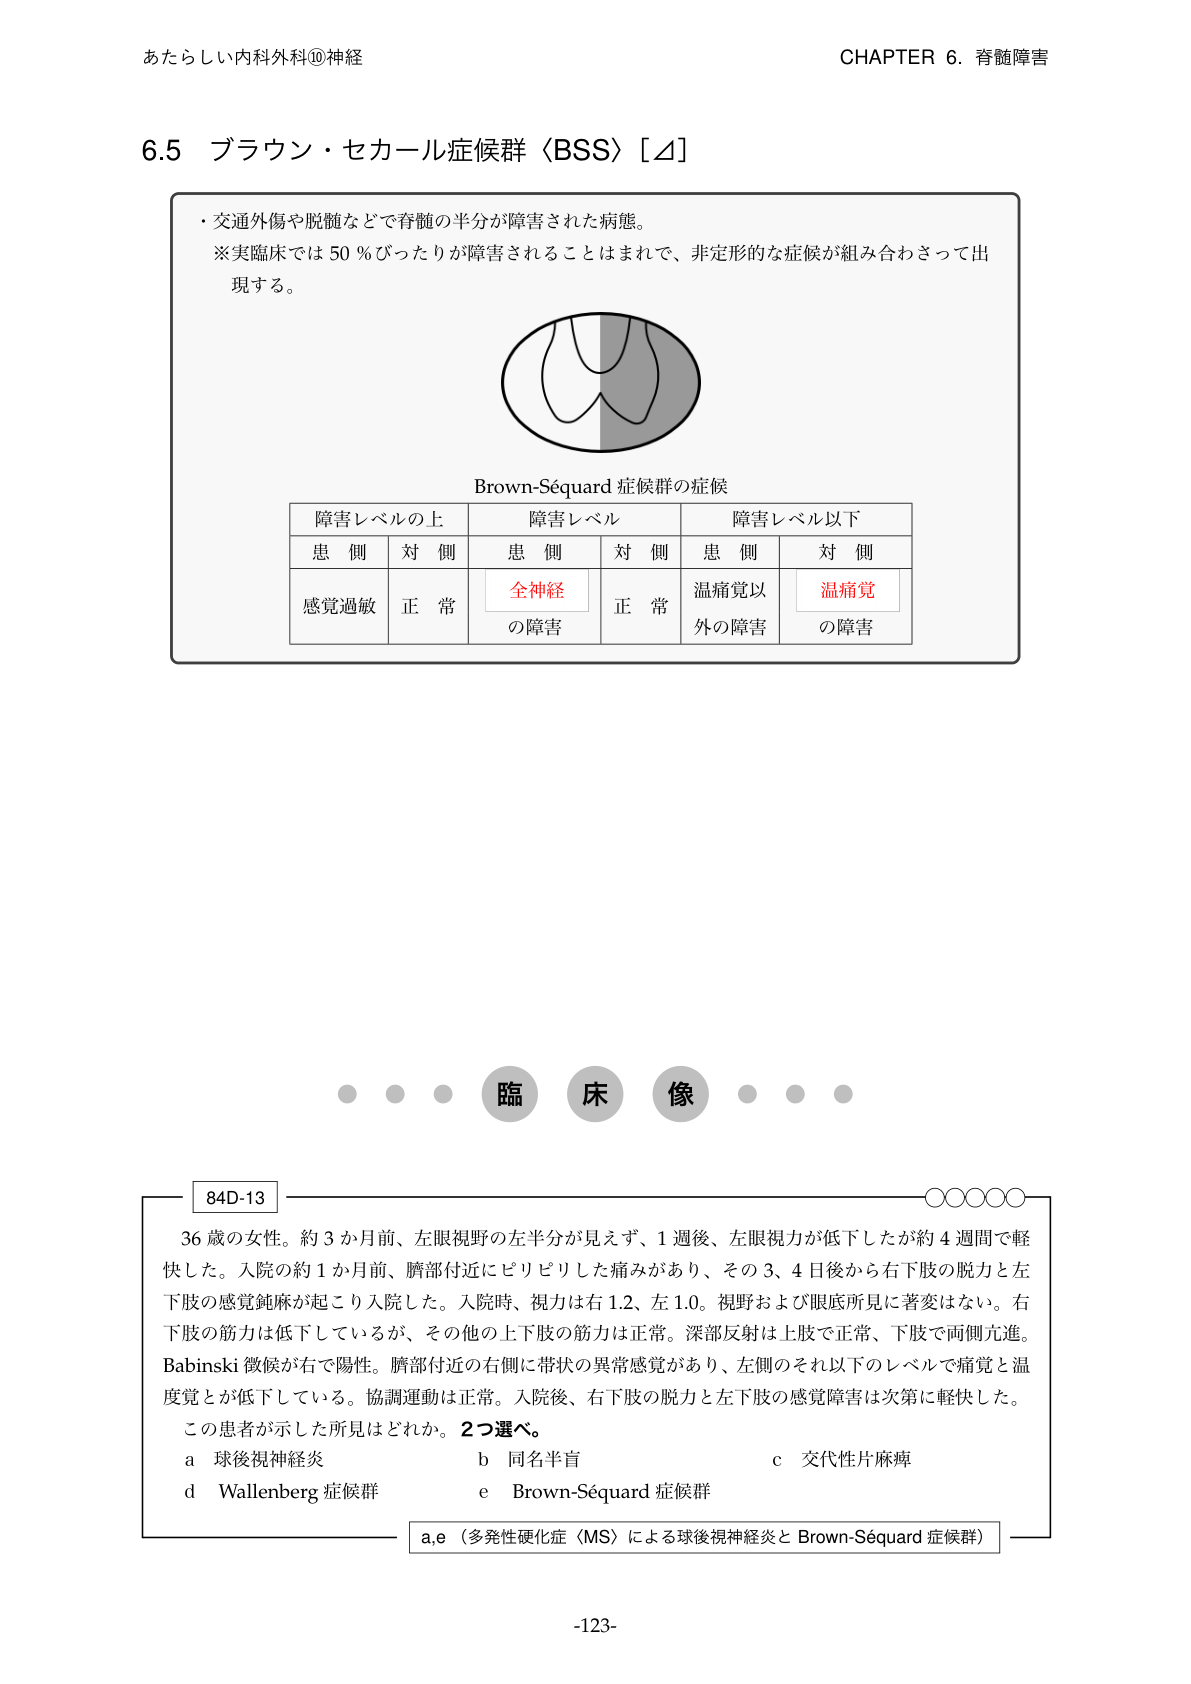 あたらしい内科外科⑩神経
CHAPTER 6. 脊髄障害
6.5 ブラウン・セカール症候群〈BSS〉[⊿]
・交通外傷や脱髄などで脊髄の半分が障害された病態。
※実臨床では 50 %ぴったりが障害されることはまれで、非定形的な症候が組み合わさって出
現する。
Brown-Séquard 症候群の症候
障害レベルの上 障害レベル 障害レベル以下
患 側 対 側 患 側 対 側 患 側 対 側
感覚過敏 正 常 全神経 の障害 正 常 温痛覚以 外の障害 温痛覚 の障害
臨 床 像
84D-13
36 歳の女性。約 3 か月前、左眼視野の左半分が見えず、1 週後、左眼視力が低下したが約 4 週間で軽
快した。入院の約 1 か月前、臍部付近にピリピリした痛みがあり、その 3、4 日後から右下肢の脱力と左
下肢の感覚鈍麻が起こり入院した。入院時、視力は右 1.2、左 1.0。視野および眼底所見に著変はない。右
下肢の筋力は低下しているが、その他の上下肢の筋力は正常。深部反射は上肢で正常、下肢で両側亢進。
Babinski 徴候が右で陽性。臍部付近の右側に帯状の異常感覚があり、左側のそれ以下のレベルで痛覚と温
度覚とが低下している。協調運動は正常。入院後、右下肢の脱力と左下肢の感覚障害は次第に軽快した。
この患者が示した所見はどれか。2つ選べ。
a 球後視神経炎 b 同名半盲 c 交代性片麻痺
d Wallenberg 症候群 e Brown-Séquard 症候群
a,e（多発性硬化症〈MS〉による球後視神経炎と Brown-Séquard 症候群）
-123-